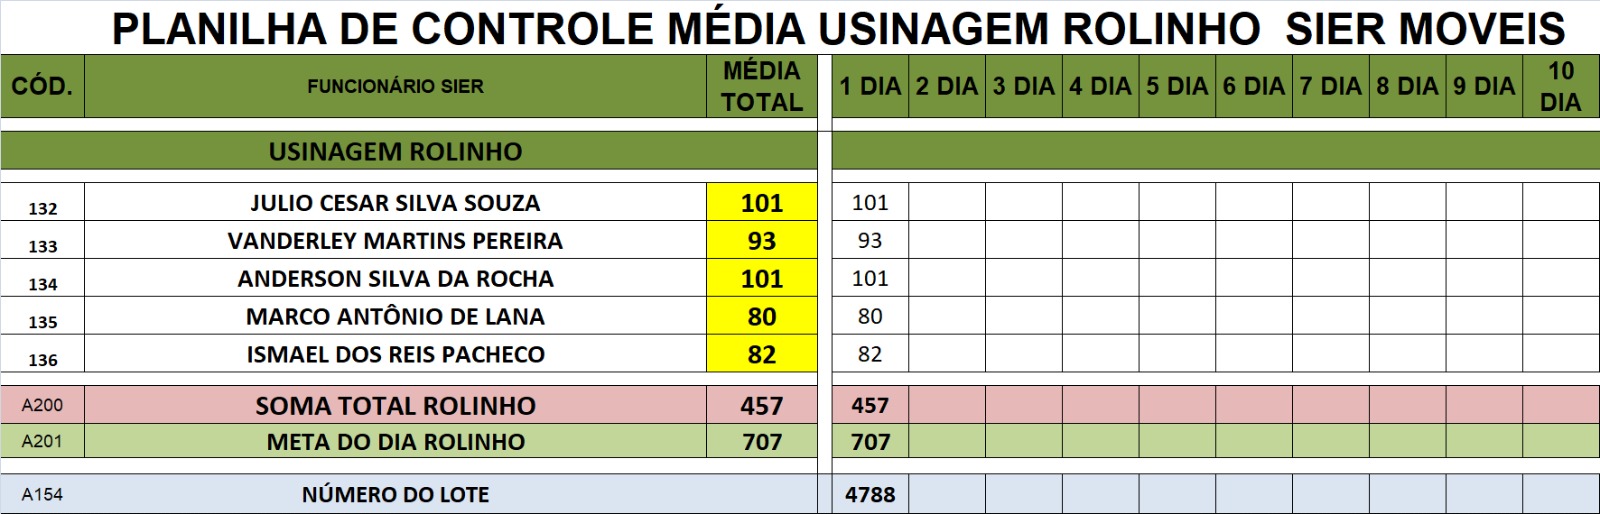 PLANILHA DE CONTROLE MÉDIA USINAGEM ROLINHO SIER MOVEIS
CÓD. FUNCIONÁRIO SIER MÉDIA TOTAL 1 DIA 2 DIA 3 DIA 4 DIA 5 DIA 6 DIA 7 DIA 8 DIA 9 DIA 10 DIA
USINAGEM ROLINHO
132 JULIO CESAR SILVA SOUZA 101 101
133 VANDERLEY MARTINS PEREIRA 93 93
134 ANDERSON SILVA DA ROCHA 101 101
135 MARCO ANTÔNIO DE LANA 80 80
136 ISMAEL DOS REIS PACHECO 82 82
A200 SOMA TOTAL ROLINHO 457 457
A201 META DO DIA ROLINHO 707 707
A154 NÚMERO DO LOTE 4788